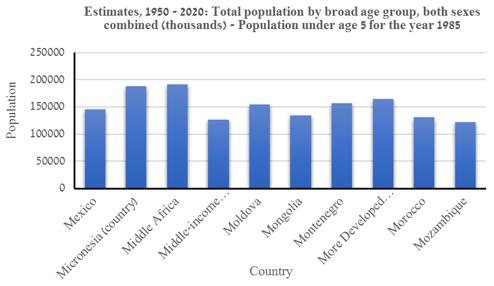 Estimates, 1950 - 2020: Total population by broad age group, both sexes
combined (thousands) - Population under age 5 for the year 1985
250000
200000
150000
100000
50000
0
Population
Mexico
Micronesia (country)
Middle Africa
Middle-income...
Moldova
Mongolia
Montenegro
More Developed...
Morocco
Mozambique
Country